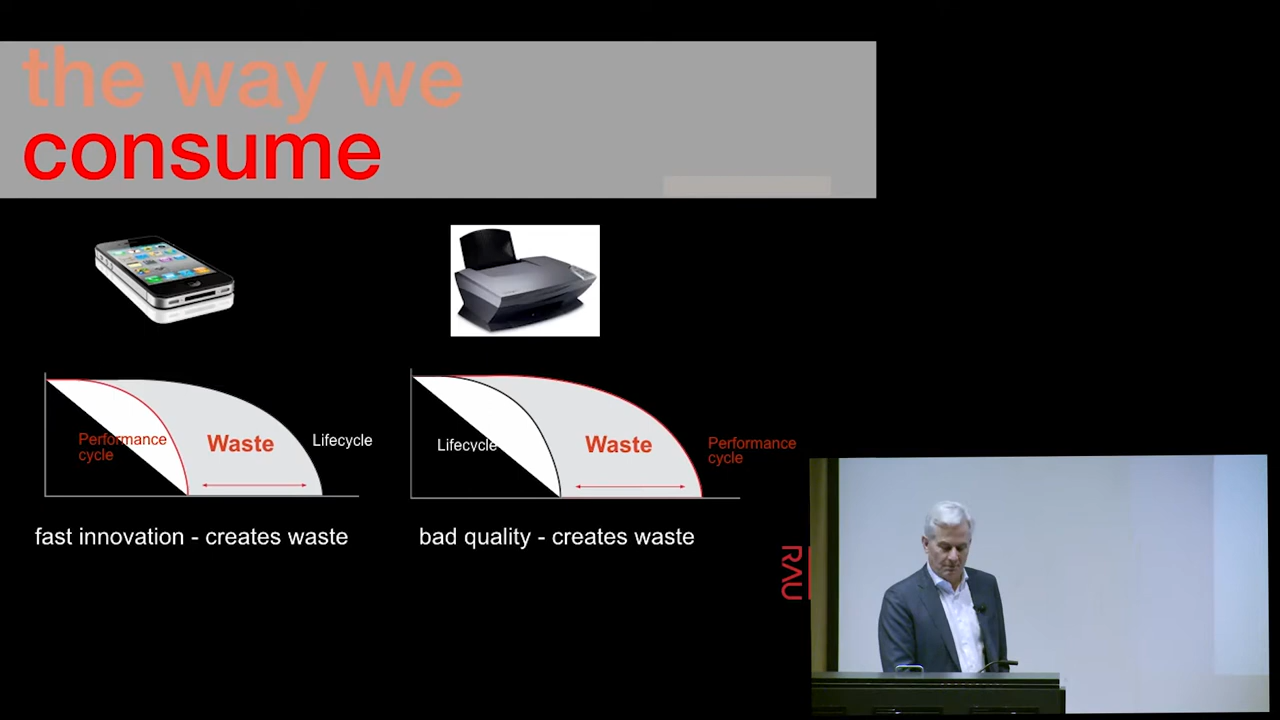 the way we
consume
Performance
cycle
Waste
Lifecycle
Lifecycle
Waste
Performance
cycle
fast innovation - creates waste
bad quality - creates waste
RAU